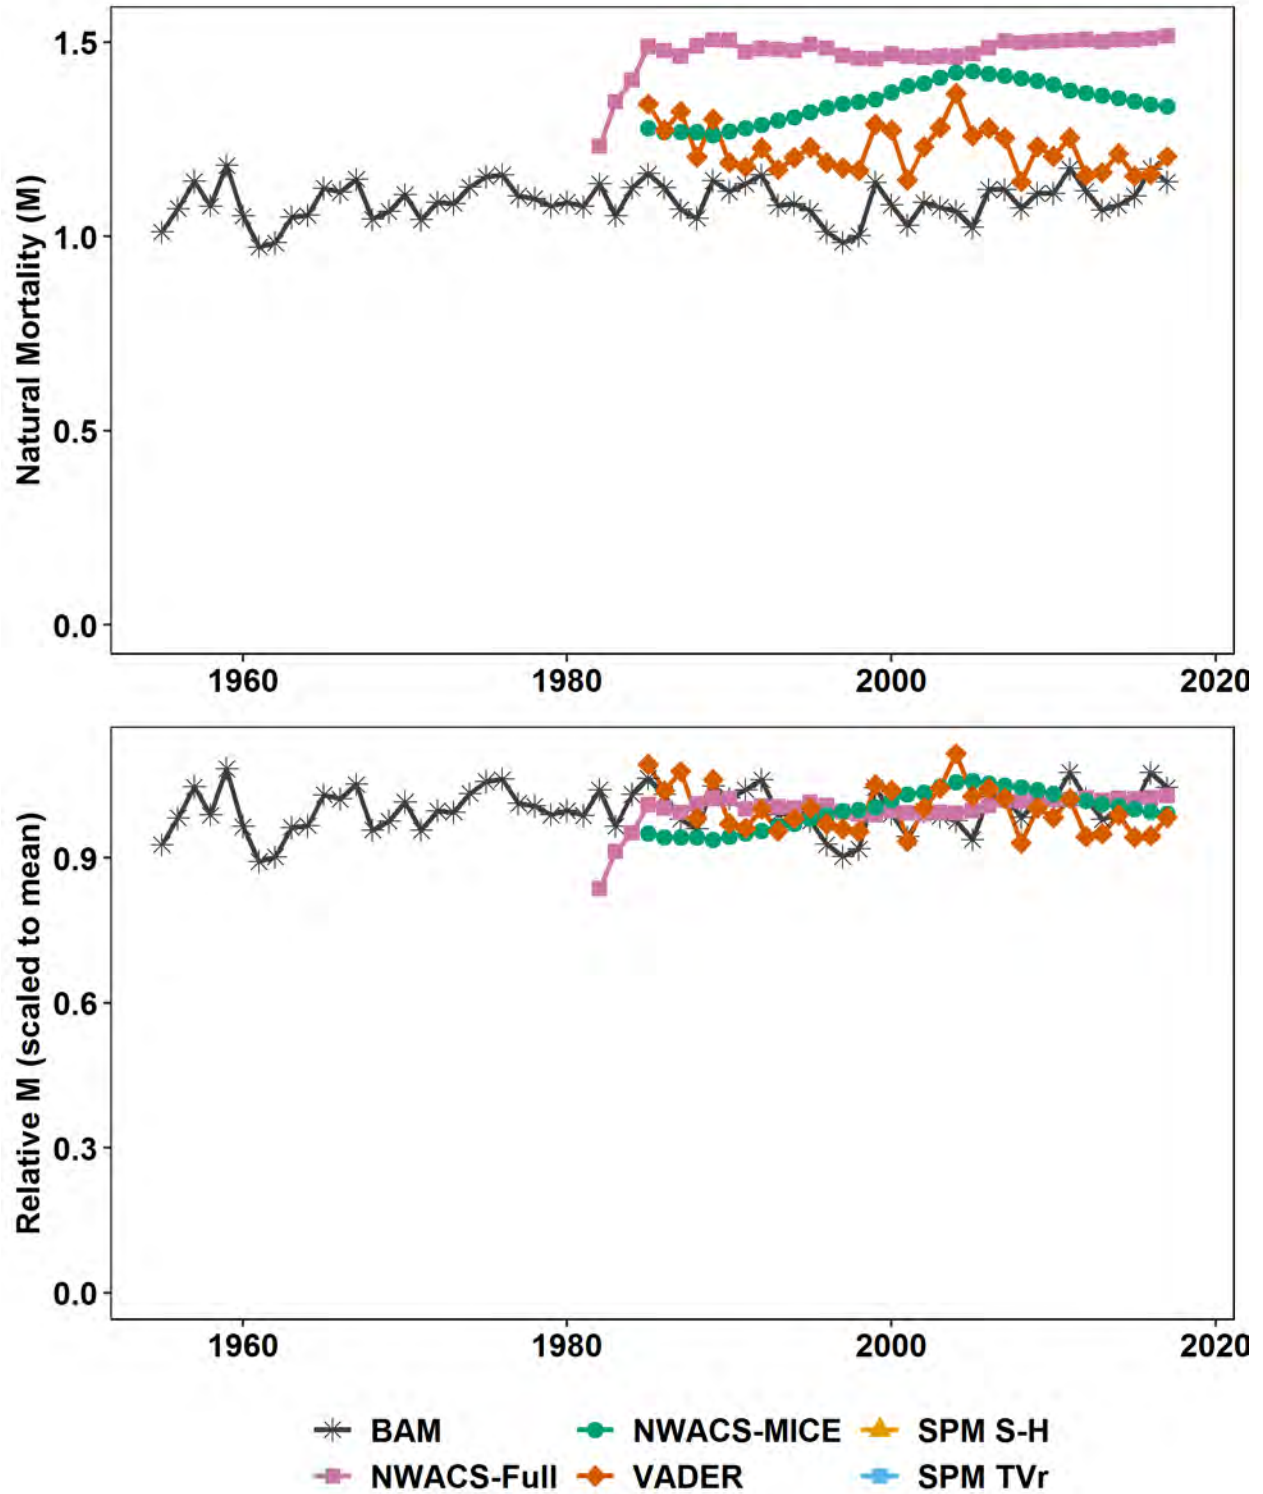 Natural Mortality (M)
1.5
1.0
0.5
0.0
1960 1980 2000 2020
Relative M (scaled to mean)
0.9
0.6
0.3
0.0
1960 1980 2000 2020
BAM NWACS-MICE SPM S-H
NWACS-Full VADER SPM TVr